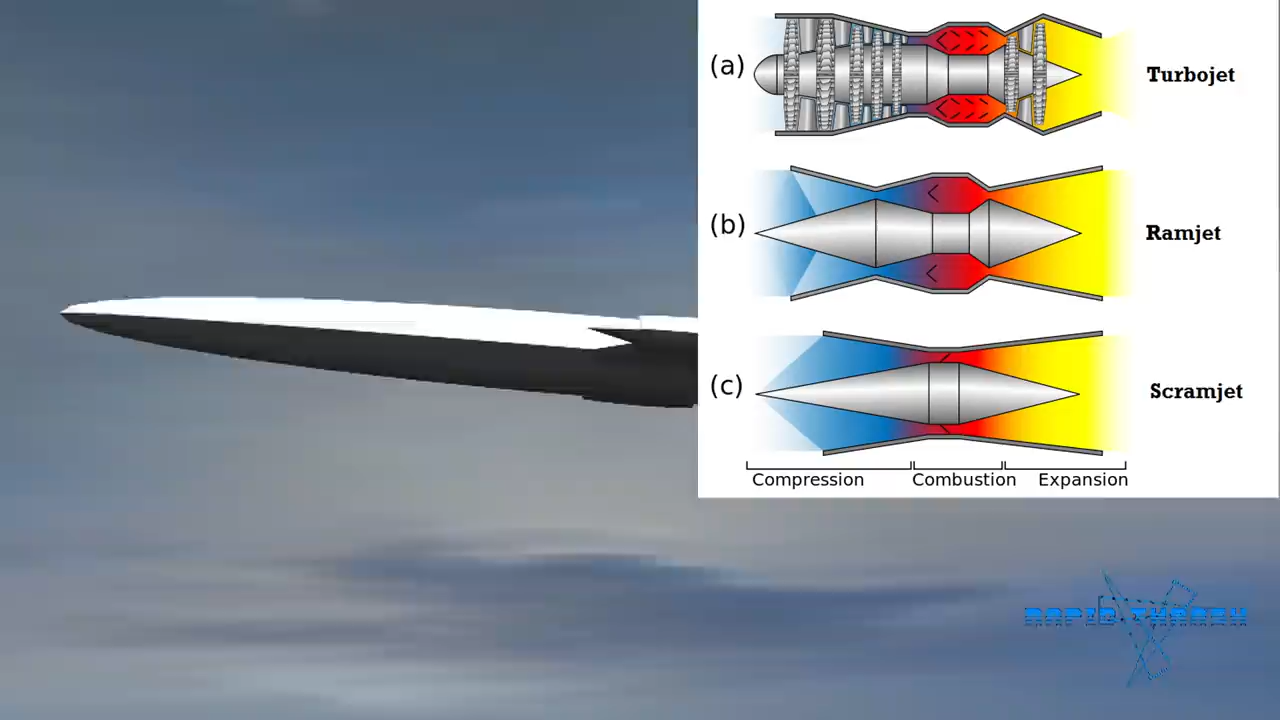 (a)
Turbojet
(b)
Ramjet
(c)
Scramjet
Compression Combustion Expansion